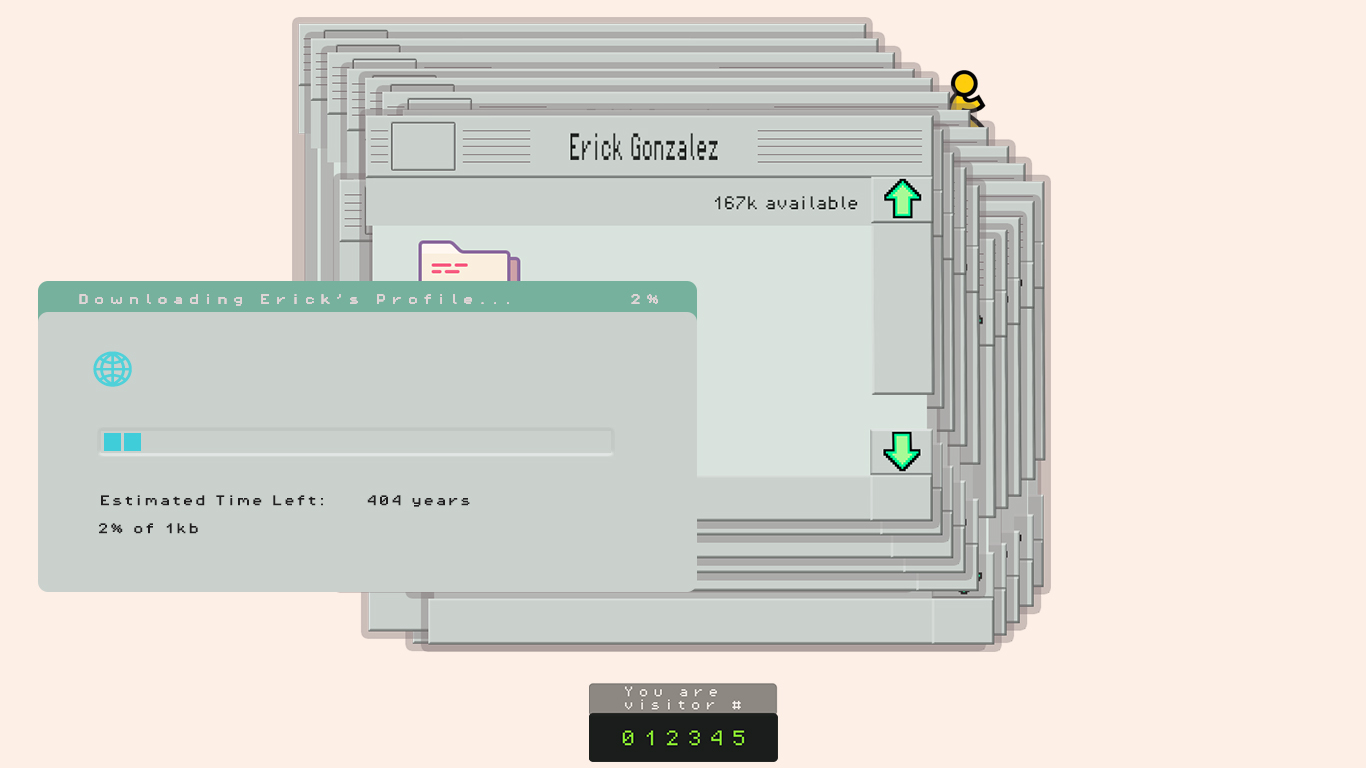 Erick Gonzalez
167k available
Downloading Erick's Profile... 2%
Estimated Time Left: 404 years
2% of 1kb
You are
visitor #
012345